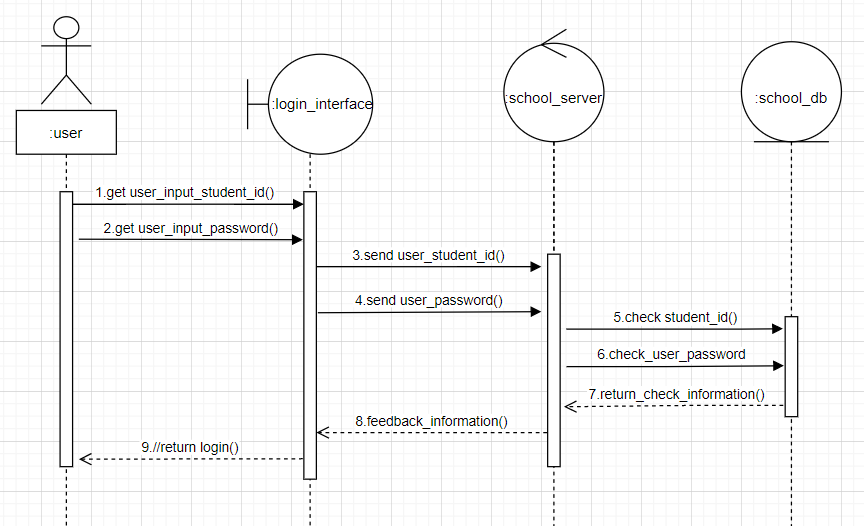 :user
:login_interface
:school_server
:school_db
1.get user_input_student_id()
2.get user_input_password()
3.send user_student_id()
4.send user_password()
5.check student_id()
6.check_user_password
7.return_check_information()
8.feedback_information()
9.//return login()